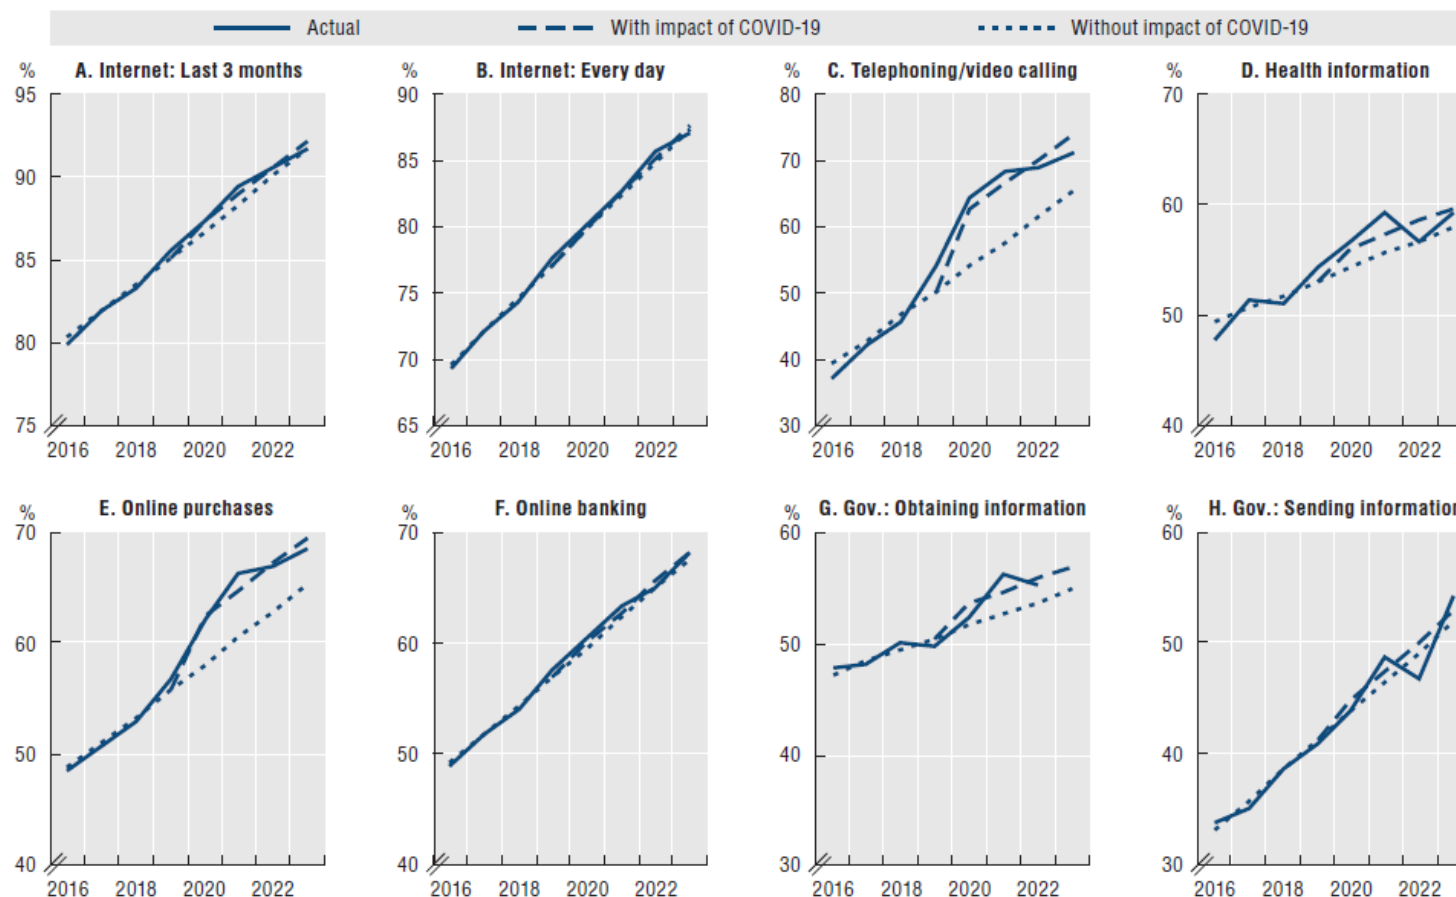 Actual With impact of COVID-19 Without impact of COVID-19
% A. Internet: Last 3 months
95
90
85
80
75
2016 2018 2020 2022
% B. Internet: Every day
90
85
80
75
70
65
2016 2018 2020 2022
% C. Telephoning/video calling
80
70
60
50
40
30
2016 2018 2020 2022
% D. Health information
70
60
50
40
2016 2018 2020 2022
% E. Online purchases
70
60
50
40
2016 2018 2020 2022
% F. Online banking
70
60
50
40
2016 2018 2020 2022
% G. Gov.: Obtaining information
60
50
40
30
2016 2018 2020 2022
% H. Gov.: Sending information
60
50
40
30
2016 2018 2020 2022